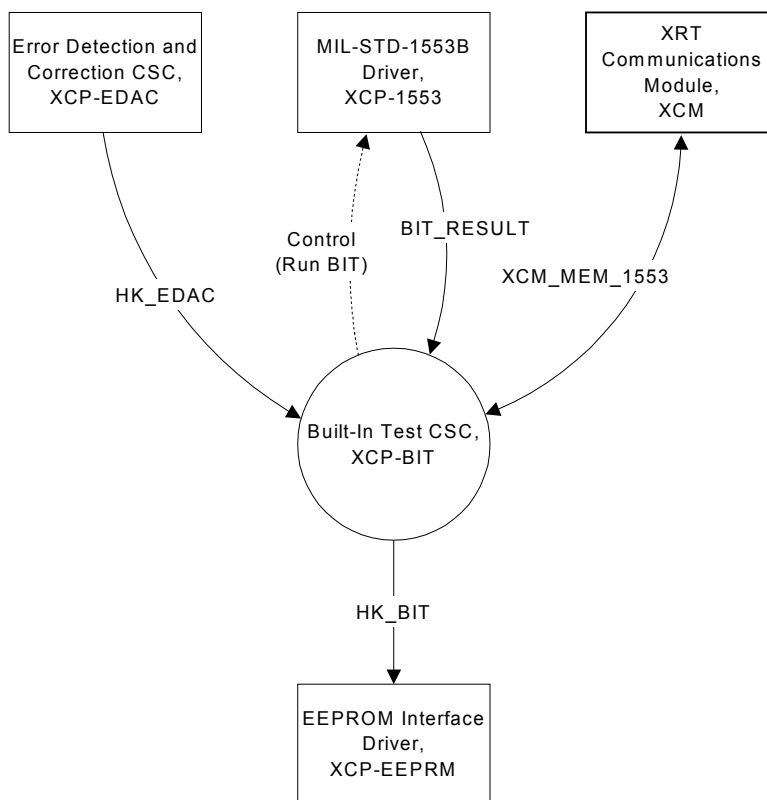 Error Detection and
Correction CSC,
XCP-EDAC
MIL-STD-1553B
Driver,
XCP-1553
XRT
Communications
Module,
XCM
Control
(Run BIT)
BIT_RESULT
XCM_MEM_1553
HK_EDAC
Built-In Test CSC,
XCP-BIT
HK_BIT
EEPROM Interface
Driver,
XCP-EEPRM